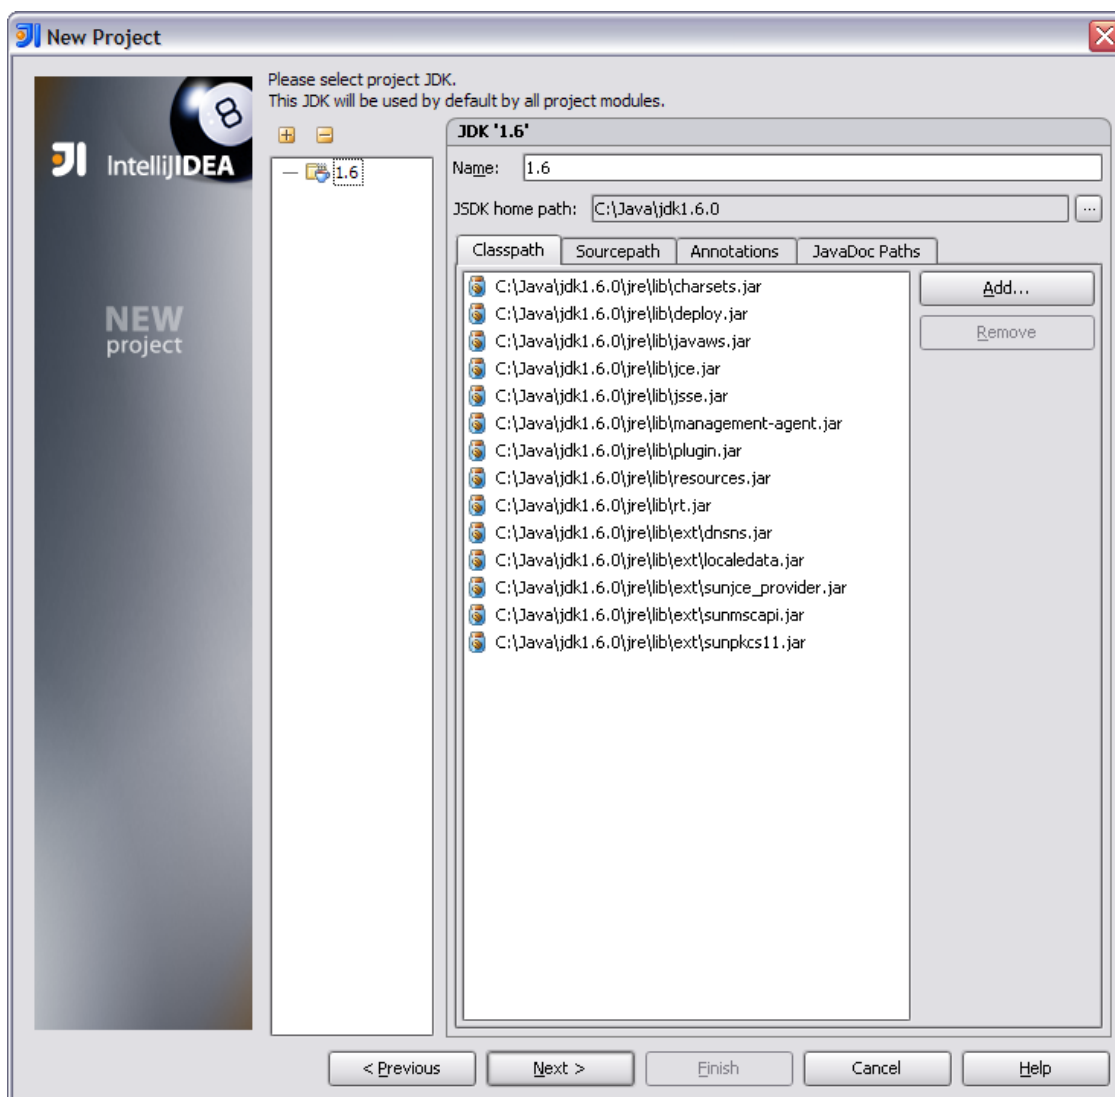 New Project
8
IntelliJIDEA
NEW
project
Please select project JDK.
This JDK will be used by default by all project modules.
1.6
JDK '1.6'
Name: 1.6
JSDK home path: C:\Java\jdk1.6.0 ...
Classpath Sourcepath Annotations JavaDoc Paths
C:\Java\jdk1.6.0\jre\lib\charsets.jar
C:\Java\jdk1.6.0\jre\lib\deploy.jar
C:\Java\jdk1.6.0\jre\lib\javaws.jar
C:\Java\jdk1.6.0\jre\lib\jce.jar
C:\Java\jdk1.6.0\jre\lib\jsse.jar
C:\Java\jdk1.6.0\jre\lib\management-agent.jar
C:\Java\jdk1.6.0\jre\lib\plugin.jar
C:\Java\jdk1.6.0\jre\lib\resources.jar
C:\Java\jdk1.6.0\jre\lib\rt.jar
C:\Java\jdk1.6.0\jre\lib\ext\dnsns.jar
C:\Java\jdk1.6.0\jre\lib\ext\localedata.jar
C:\Java\jdk1.6.0\jre\lib\ext\sunjce_provider.jar
C:\Java\jdk1.6.0\jre\lib\ext\sunmscapi.jar
C:\Java\jdk1.6.0\jre\lib\ext\sunpkcs11.jar
Add...
Remove
< Previous Next > Finish Cancel Help